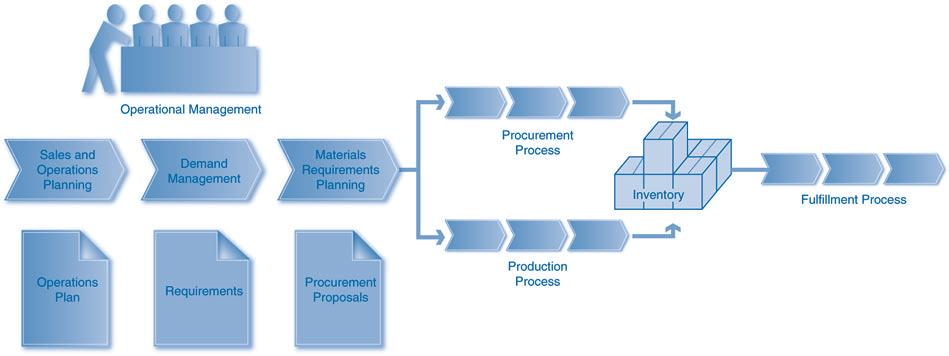 Operational Management
Sales and
Operations
Planning
Demand
Management
Materials
Requirements
Planning
Procurement
Process
Inventory
Fulfillment Process
Production
Process
Operations
Plan
Requirements
Procurement
Proposals